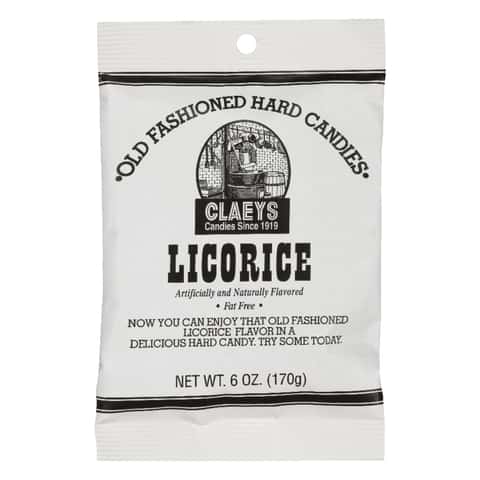 •OLD FASHIONED HARD CANDIES•
CLAEYS
Candies Since 1919
LICORICE
Artificially and Naturally Flavored
• Fat Free •
NOW YOU CAN ENJOY THAT OLD FASHIONED
LICORICE FLAVOR IN A
DELICIOUS HARD CANDY. TRY SOME TODAY.
NET WT. 6 OZ. (170g)